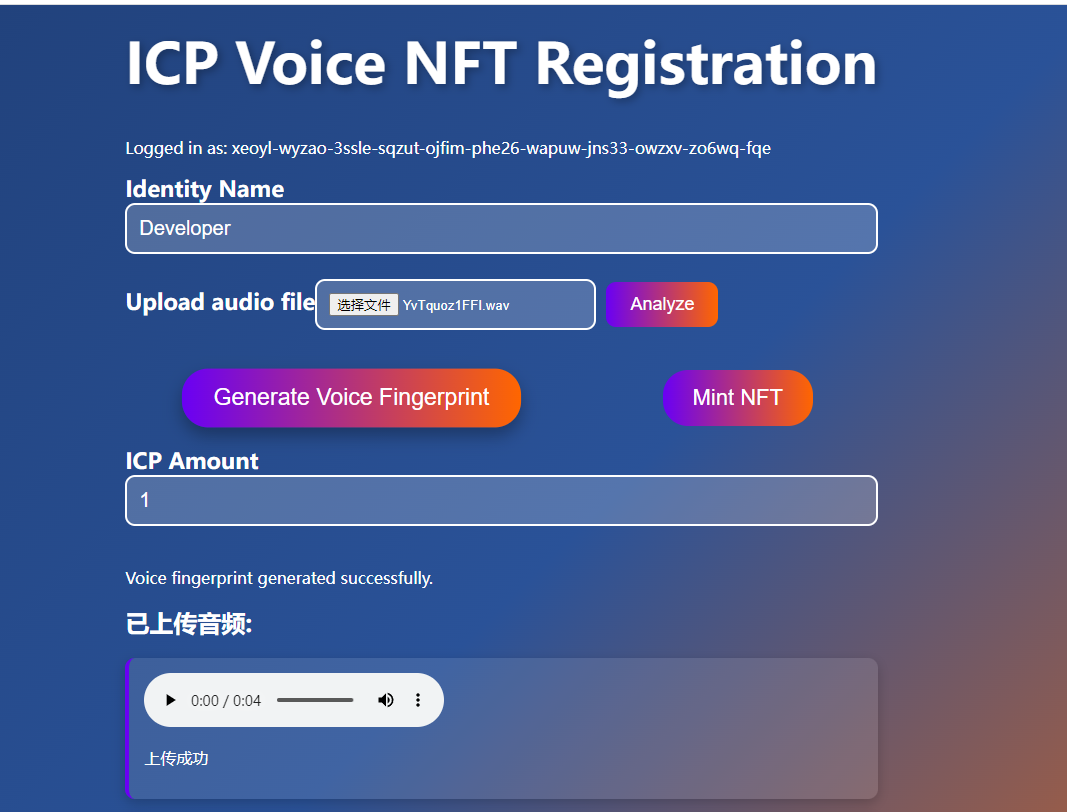 ICP Voice NFT Registration
Logged in as: xeoyl-wyzao-3ssle-sqzut-ojfim-phe26-wapuw-jns33-owzxv-zo6wq-fqe
Identity Name
Developer
Upload audio file 选择文件 YvTquoz1FFI.wav Analyze
Generate Voice Fingerprint Mint NFT
ICP Amount
1
Voice fingerprint generated successfully.
已上传音频:
0:00 / 0:04
上传成功